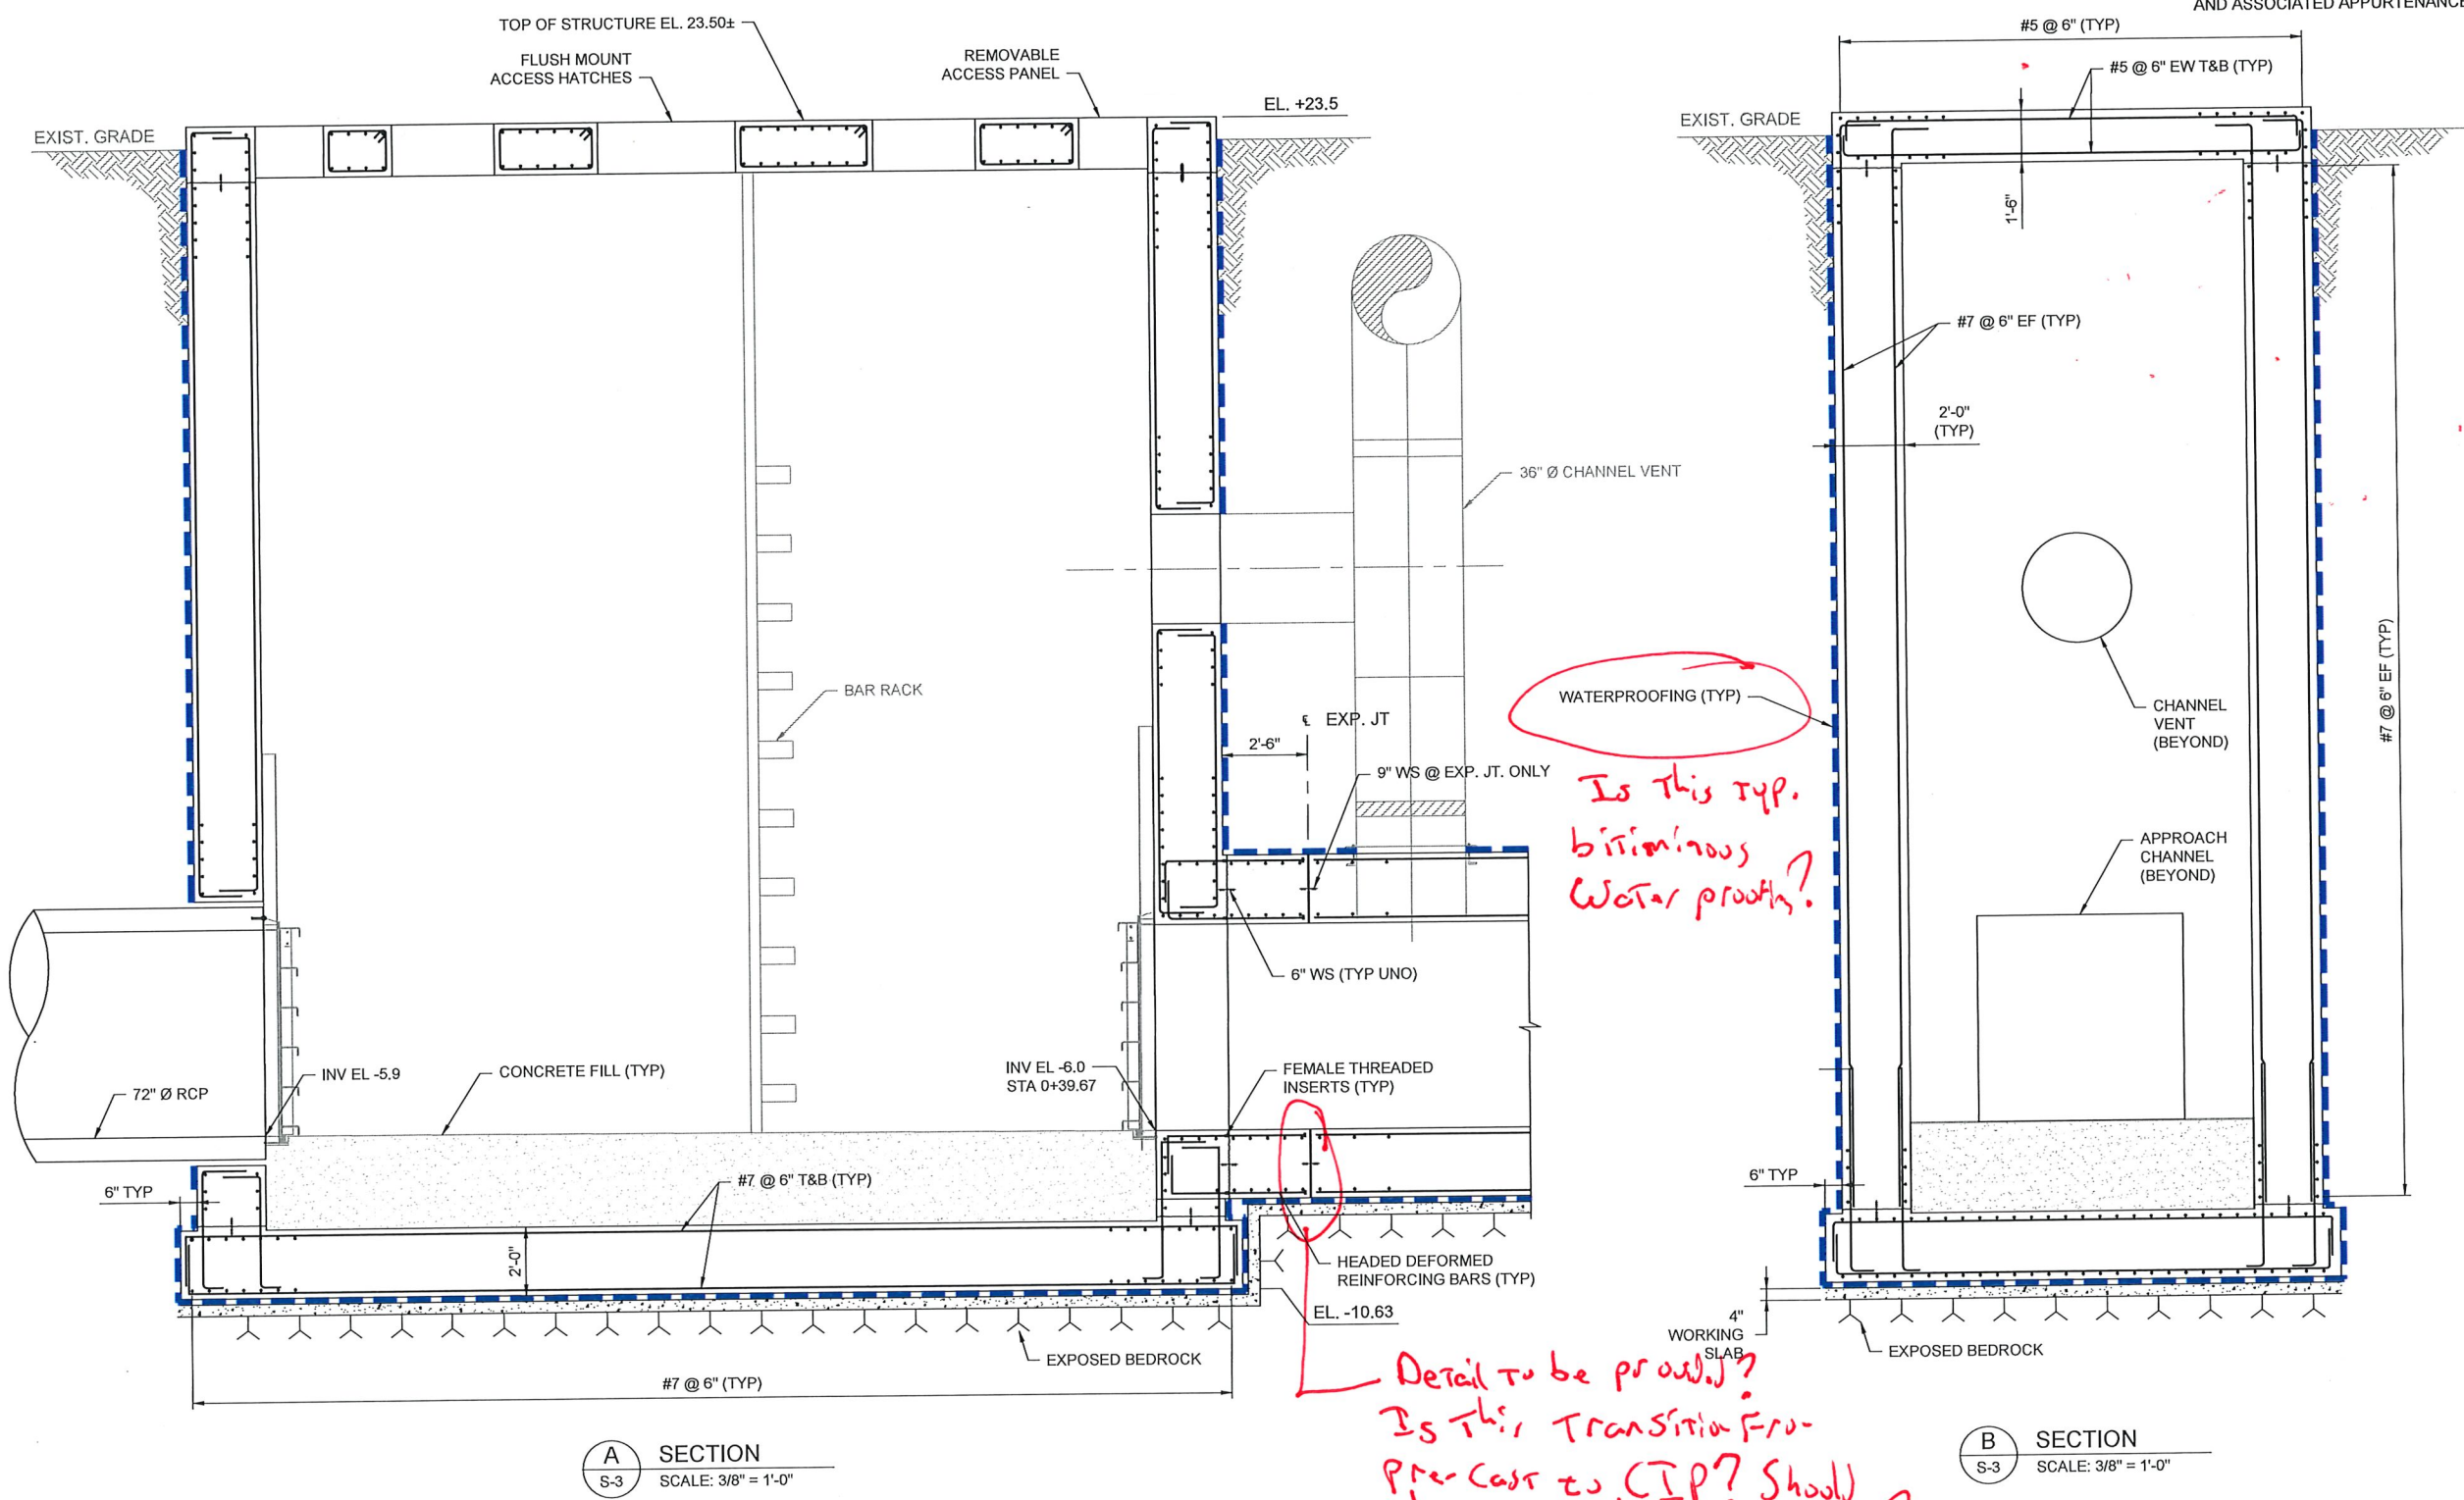 AND ASSOCIATED APPURTENANCE
TOP OF STRUCTURE EL. 23.50±
FLUSH MOUNT
ACCESS HATCHES
REMOVABLE
ACCESS PANEL
EL. +23.5
EXIST. GRADE
36" Ø CHANNEL VENT
BAR RACK
℄ EXP. JT
2'-6"
9" WS @ EXP. JT. ONLY
6" WS (TYP UNO)
72" Ø RCP
INV EL -5.9
CONCRETE FILL (TYP)
INV EL -6.0
STA 0+39.67
FEMALE THREADED
INSERTS (TYP)
6" TYP
#7 @ 6" T&B (TYP)
2'-0"
HEADED DEFORMED
REINFORCING BARS (TYP)
EL. -10.63
EXPOSED BEDROCK
#7 @ 6" (TYP)
A
S-3
SECTION
SCALE: 3/8" = 1'-0"
#5 @ 6" (TYP)
#5 @ 6" EW T&B (TYP)
EXIST. GRADE
1'-6"
#7 @ 6" EF (TYP)
2'-0"
(TYP)
#7 @ 6" EF (TYP)
WATERPROOFING (TYP)
Is This Typ.
bitiminous
Water proofing?
CHANNEL
VENT
(BEYOND)
APPROACH
CHANNEL
(BEYOND)
6" TYP
4"
WORKING
SLAB
EXPOSED BEDROCK
Detail To be provided?
Is This Transition From
Pre-Cast to CIP? Should
B
S-3
SECTION
SCALE: 3/8" = 1'-0"